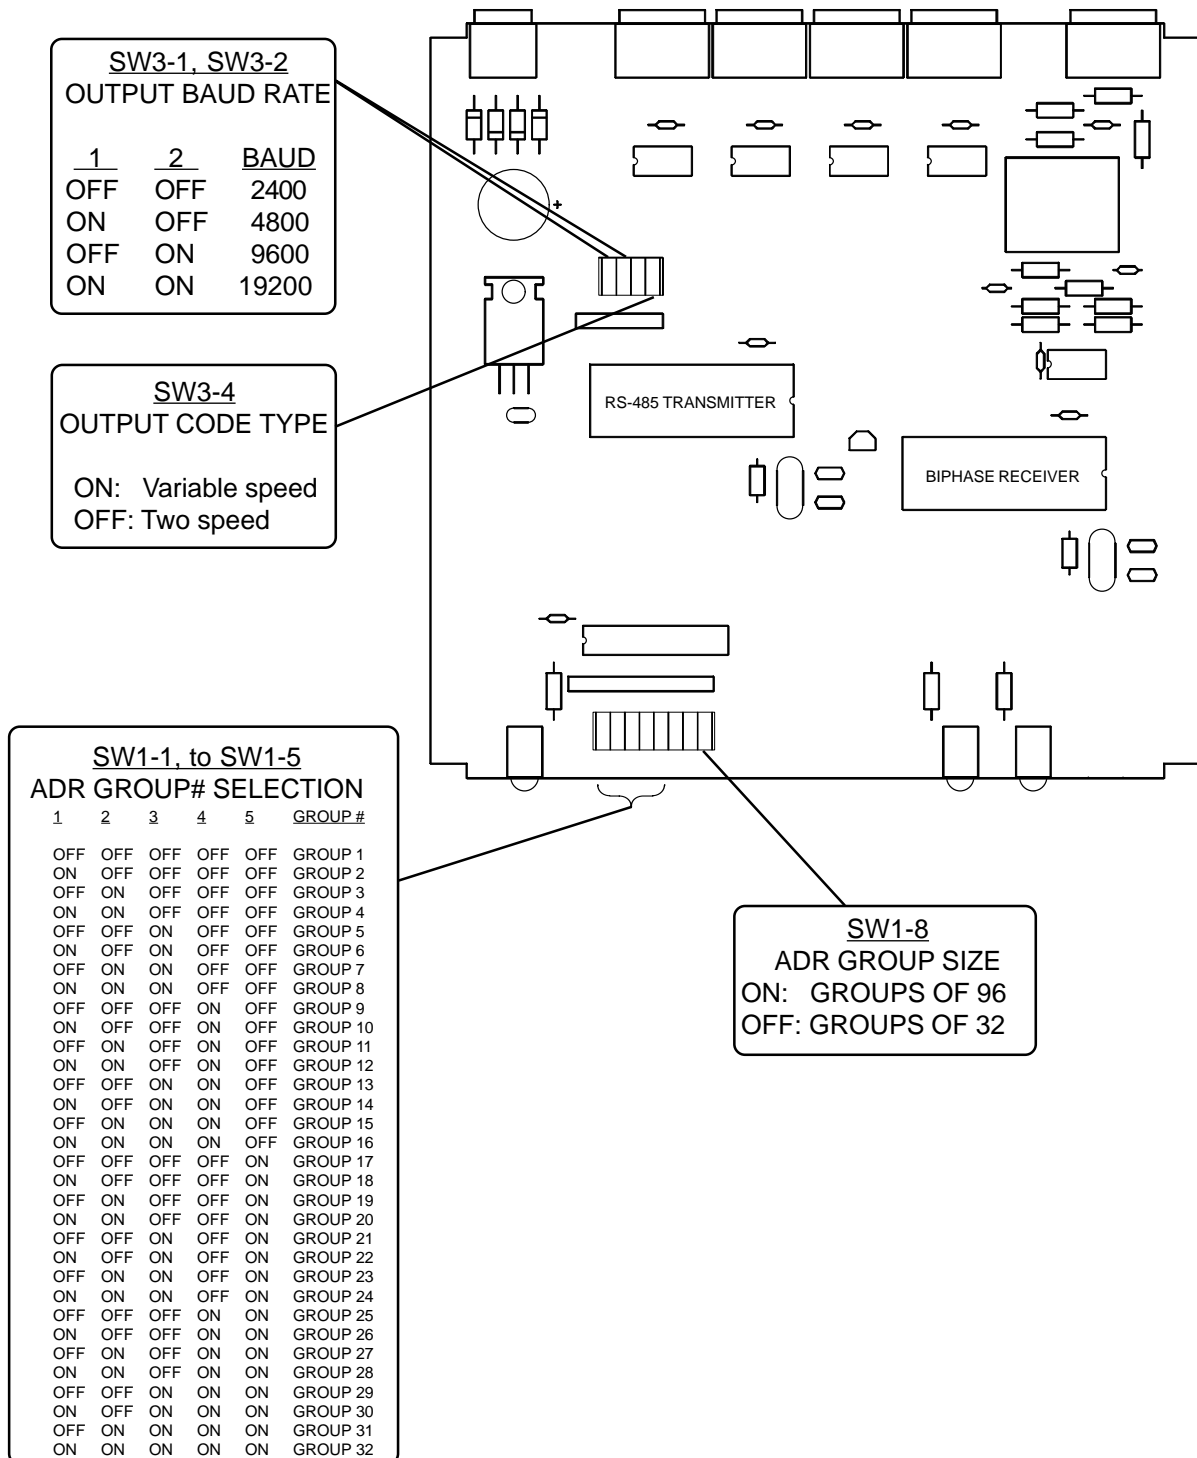 SW3-1, SW3-2
OUTPUT BAUD RATE
1 2 BAUD
OFF OFF 2400
ON OFF 4800
OFF ON 9600
ON ON 19200
+
SW3-4
OUTPUT CODE TYPE
ON: Variable speed
OFF: Two speed
RS-485 TRANSMITTER
BIPHASE RECEIVER
SW1-1, to SW1-5
ADR GROUP# SELECTION
1 2 3 4 5 GROUP #
OFF OFF OFF OFF OFF GROUP 1
ON OFF OFF OFF OFF GROUP 2
OFF ON OFF OFF OFF GROUP 3
ON ON OFF OFF OFF GROUP 4
OFF OFF ON OFF OFF GROUP 5
ON OFF ON OFF OFF GROUP 6
OFF ON ON OFF OFF GROUP 7
ON ON ON OFF OFF GROUP 8
OFF OFF OFF ON OFF GROUP 9
ON OFF OFF ON OFF GROUP 10
OFF ON OFF ON OFF GROUP 11
ON ON OFF ON OFF GROUP 12
OFF OFF ON ON OFF GROUP 13
ON OFF ON ON OFF GROUP 14
OFF ON ON ON OFF GROUP 15
ON ON ON ON OFF GROUP 16
OFF OFF OFF OFF ON GROUP 17
ON OFF OFF OFF ON GROUP 18
OFF ON OFF OFF ON GROUP 19
ON ON OFF OFF ON GROUP 20
OFF OFF ON OFF ON GROUP 21
ON OFF ON OFF ON GROUP 22
OFF ON ON OFF ON GROUP 23
ON ON ON OFF ON GROUP 24
OFF OFF OFF ON ON GROUP 25
ON OFF OFF ON ON GROUP 26
OFF ON OFF ON ON GROUP 27
ON ON OFF ON ON GROUP 28
OFF OFF ON ON ON GROUP 29
ON OFF ON ON ON GROUP 30
OFF ON ON ON ON GROUP 31
ON ON ON ON ON GROUP 32
SW1-8
ADR GROUP SIZE
ON: GROUPS OF 96
OFF: GROUPS OF 32